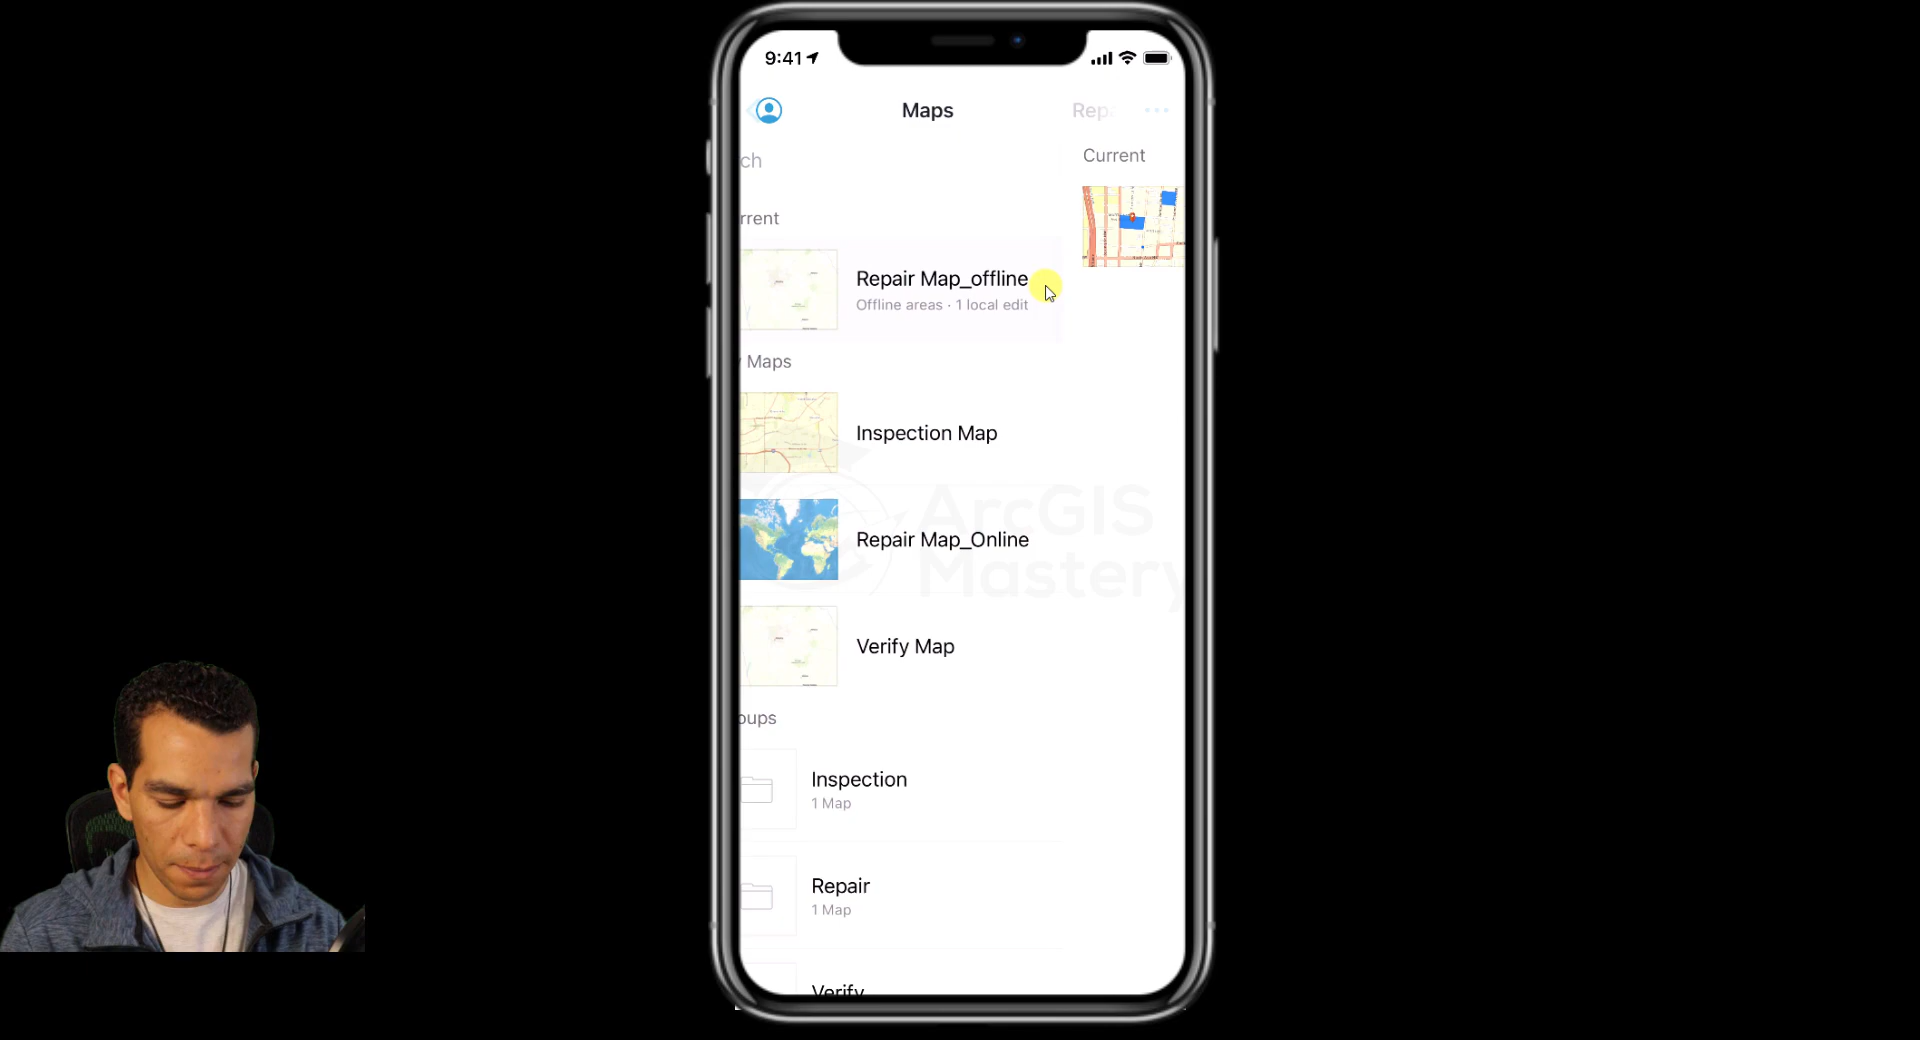 9:41
Maps
Rep
ch
Current
rrent
Repair Map_offline
Offline areas · 1 local edit
Maps
Inspection Map
ArcGIS
Mastery
Repair Map_Online
Verify Map
oups
Inspection
1 Map
Repair
1 Map
Verify